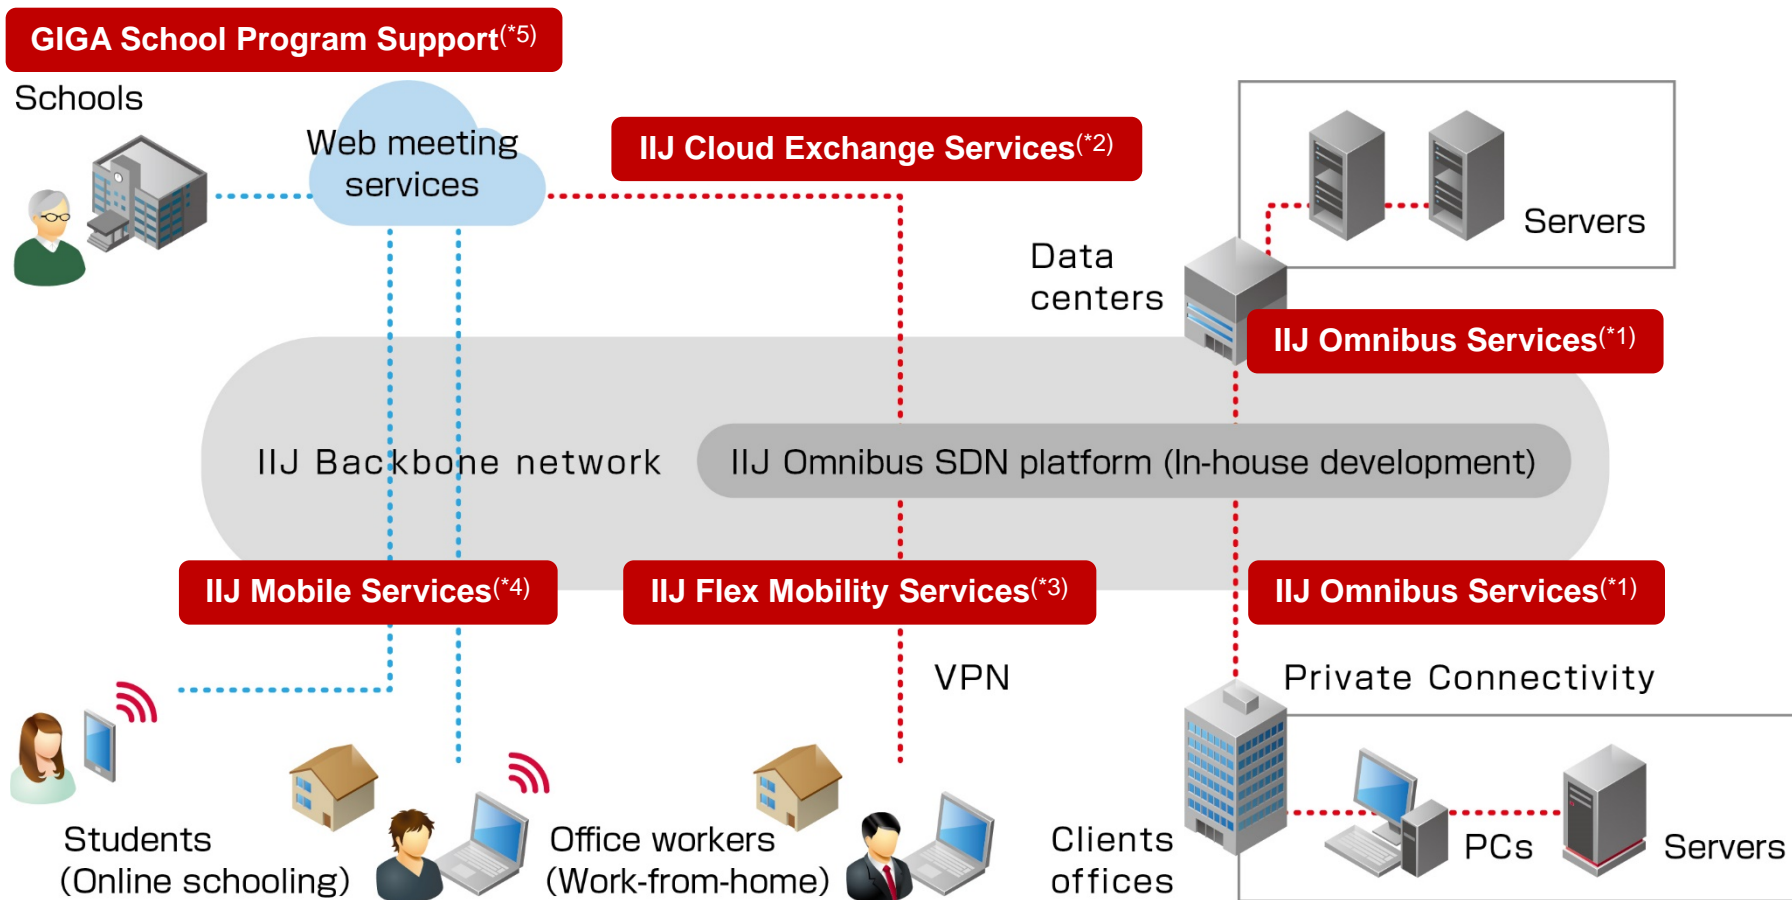 GIGA School Program Support(*5)
Schools
Web meeting
services
IIJ Cloud Exchange Services(*2)
Servers
Data
centers
IIJ Omnibus Services(*1)
IIJ Backbone network
IIJ Omnibus SDN platform (In-house development)
IIJ Mobile Services(*4)
IIJ Flex Mobility Services(*3)
IIJ Omnibus Services(*1)
VPN
Private Connectivity
Students
(Online schooling)
Office workers
(Work-from-home)
Clients
offices
PCs
Servers